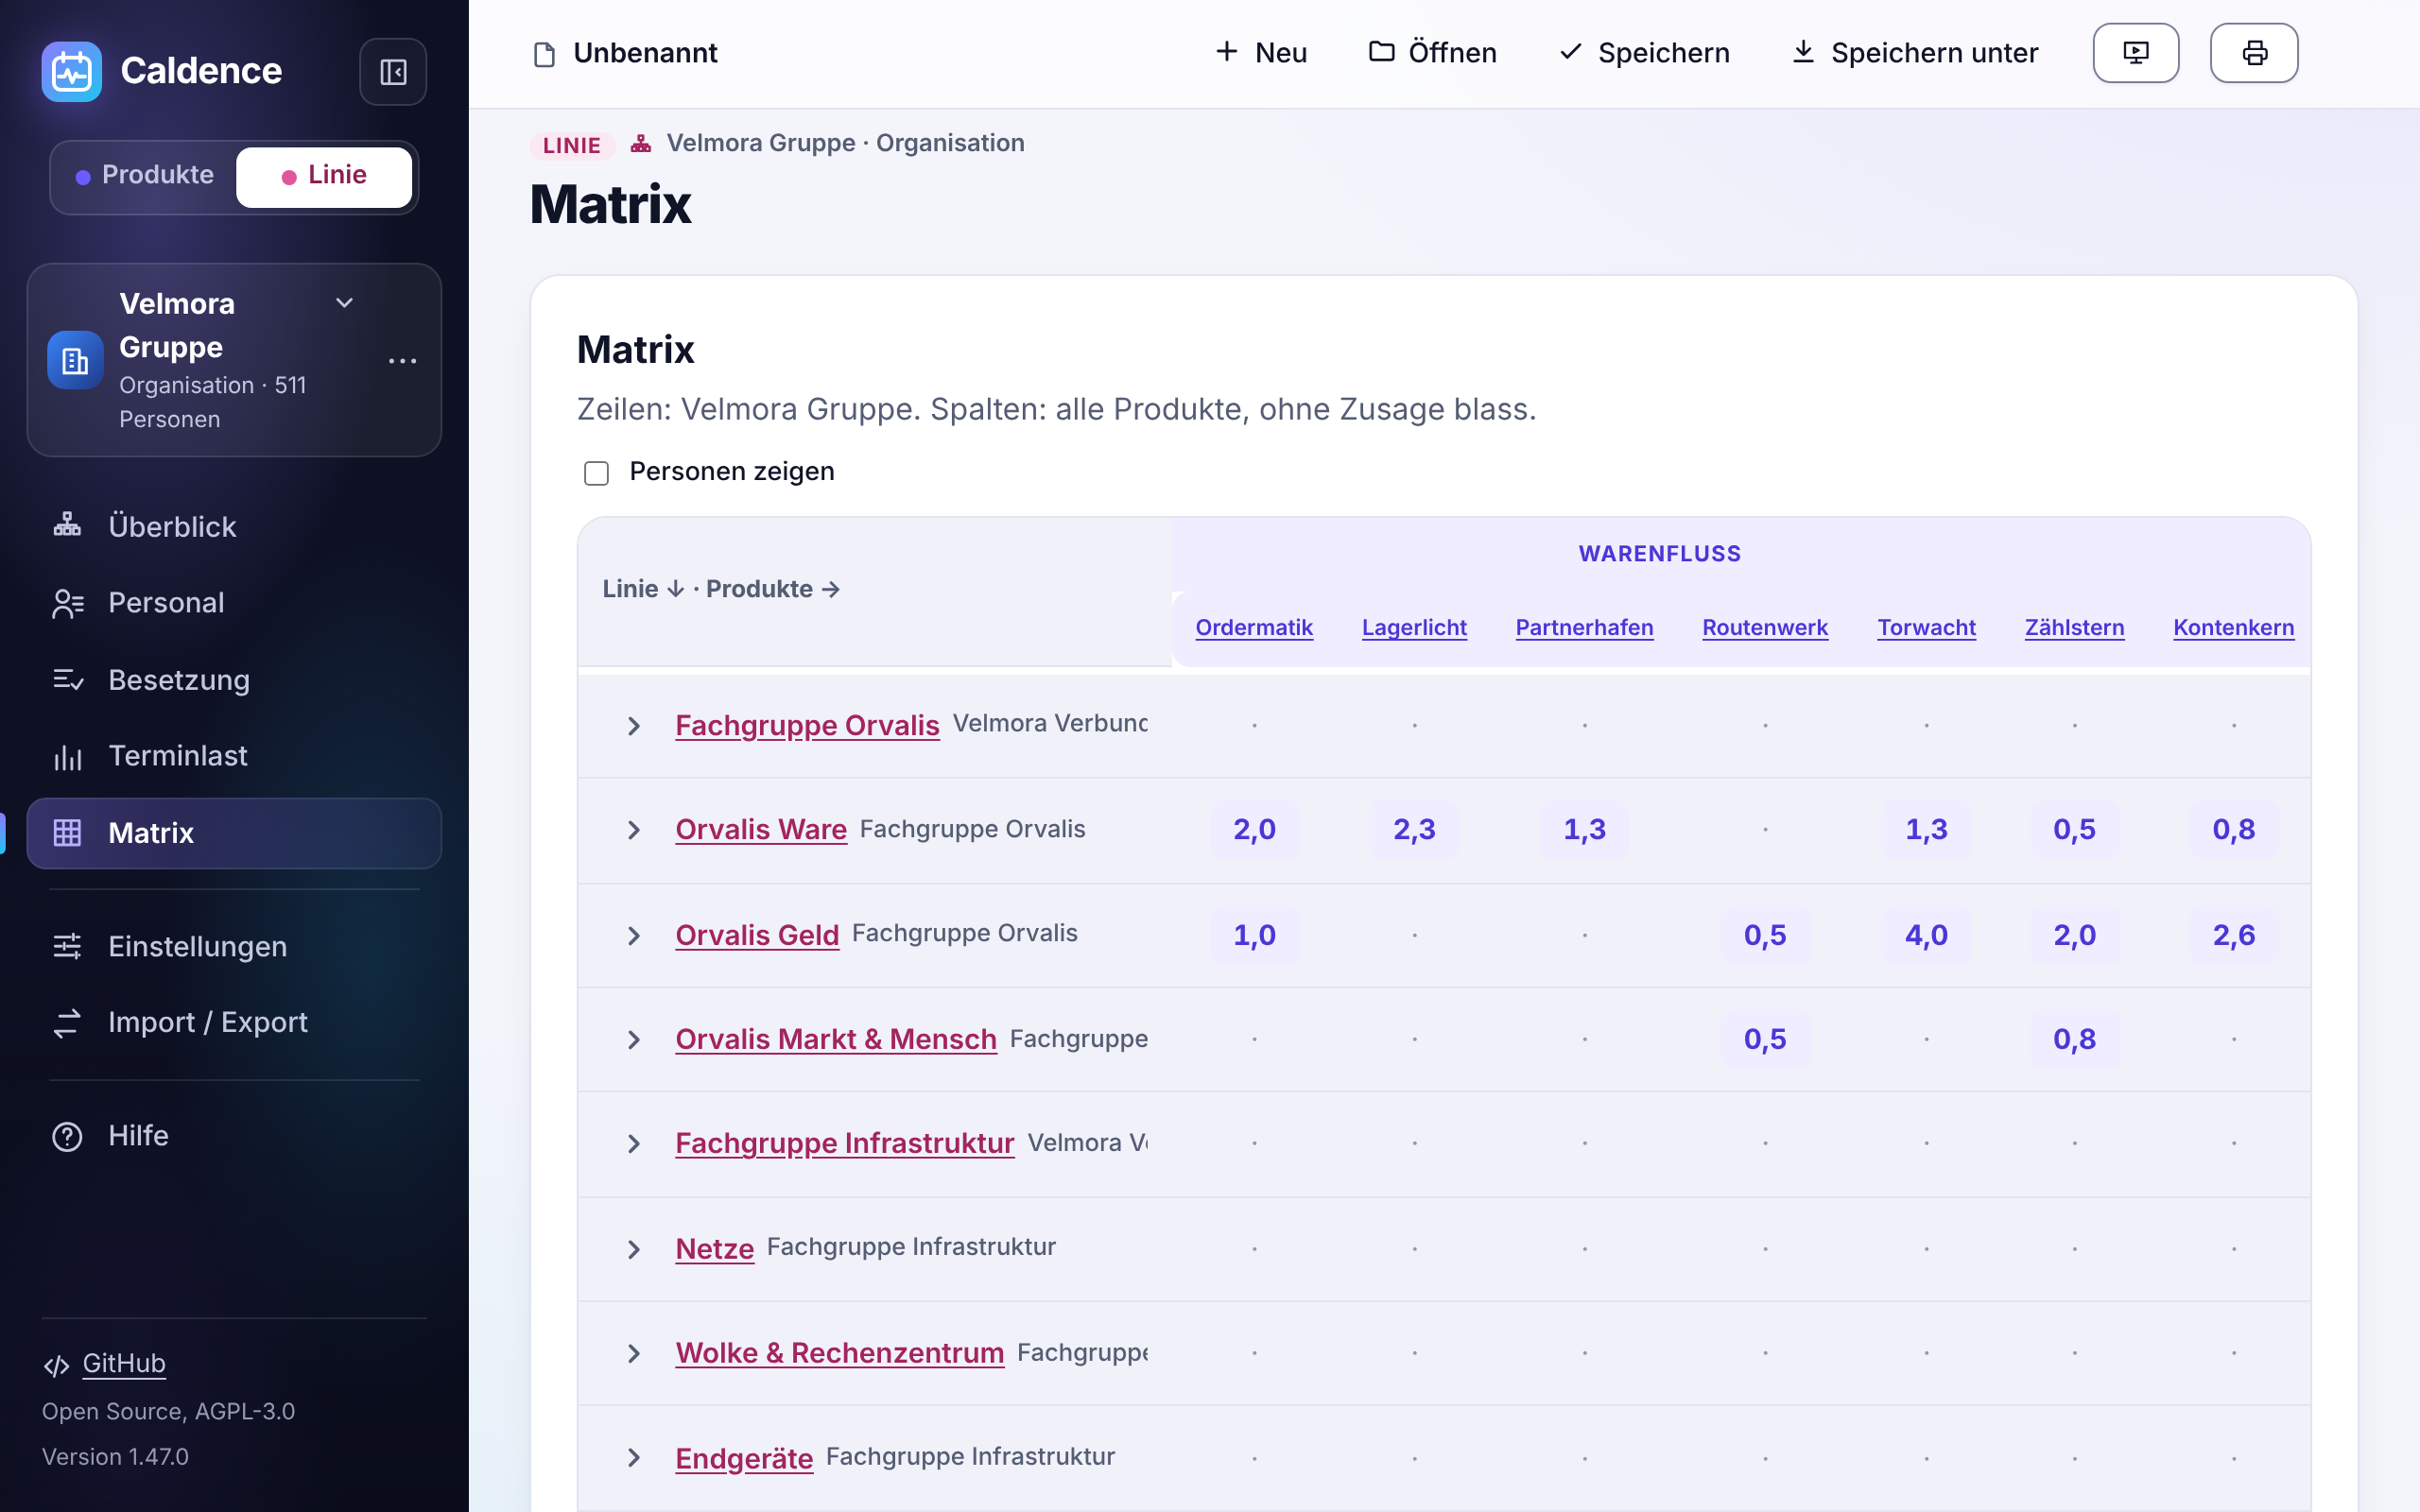 Caldence
Produkte
Linie
Velmora
Gruppe
Organisation · 511
Personen
Überblick
Personal
Besetzung
Terminlast
Matrix
Einstellungen
Import / Export
Hilfe
GitHub
Open Source, AGPL-3.0
Version 1.47.0
Unbenannt
Neu
Öffnen
Speichern
Speichern unter
LINIE Velmora Gruppe · Organisation
Matrix
Matrix
Zeilen: Velmora Gruppe. Spalten: alle Produkte, ohne Zusage blass.
Personen zeigen
WARENFLUSS
Linie ↓ · Produkte →
Ordermatik Lagerlicht Partnerhafen Routenwerk Torwacht Zählstern Kontenkern
Fachgruppe Orvalis Velmora · · · · · · ·
Orvalis Ware Fachgruppe Orvalis 2,0 2,3 1,3 · 1,3 0,5 0,8
Orvalis Geld Fachgruppe Orvalis 1,0 · · 0,5 4,0 2,0 2,6
Orvalis Markt & Mensch Fachgruppe · · · 0,5 · 0,8 ·
Fachgruppe Infrastruktur Velmora · · · · · · ·
Netze Fachgruppe Infrastruktur · · · · · · ·
Wolke & Rechenzentrum Fachgruppe · · · · · · ·
Endgeräte Fachgruppe Infrastruktur · · · · · · ·